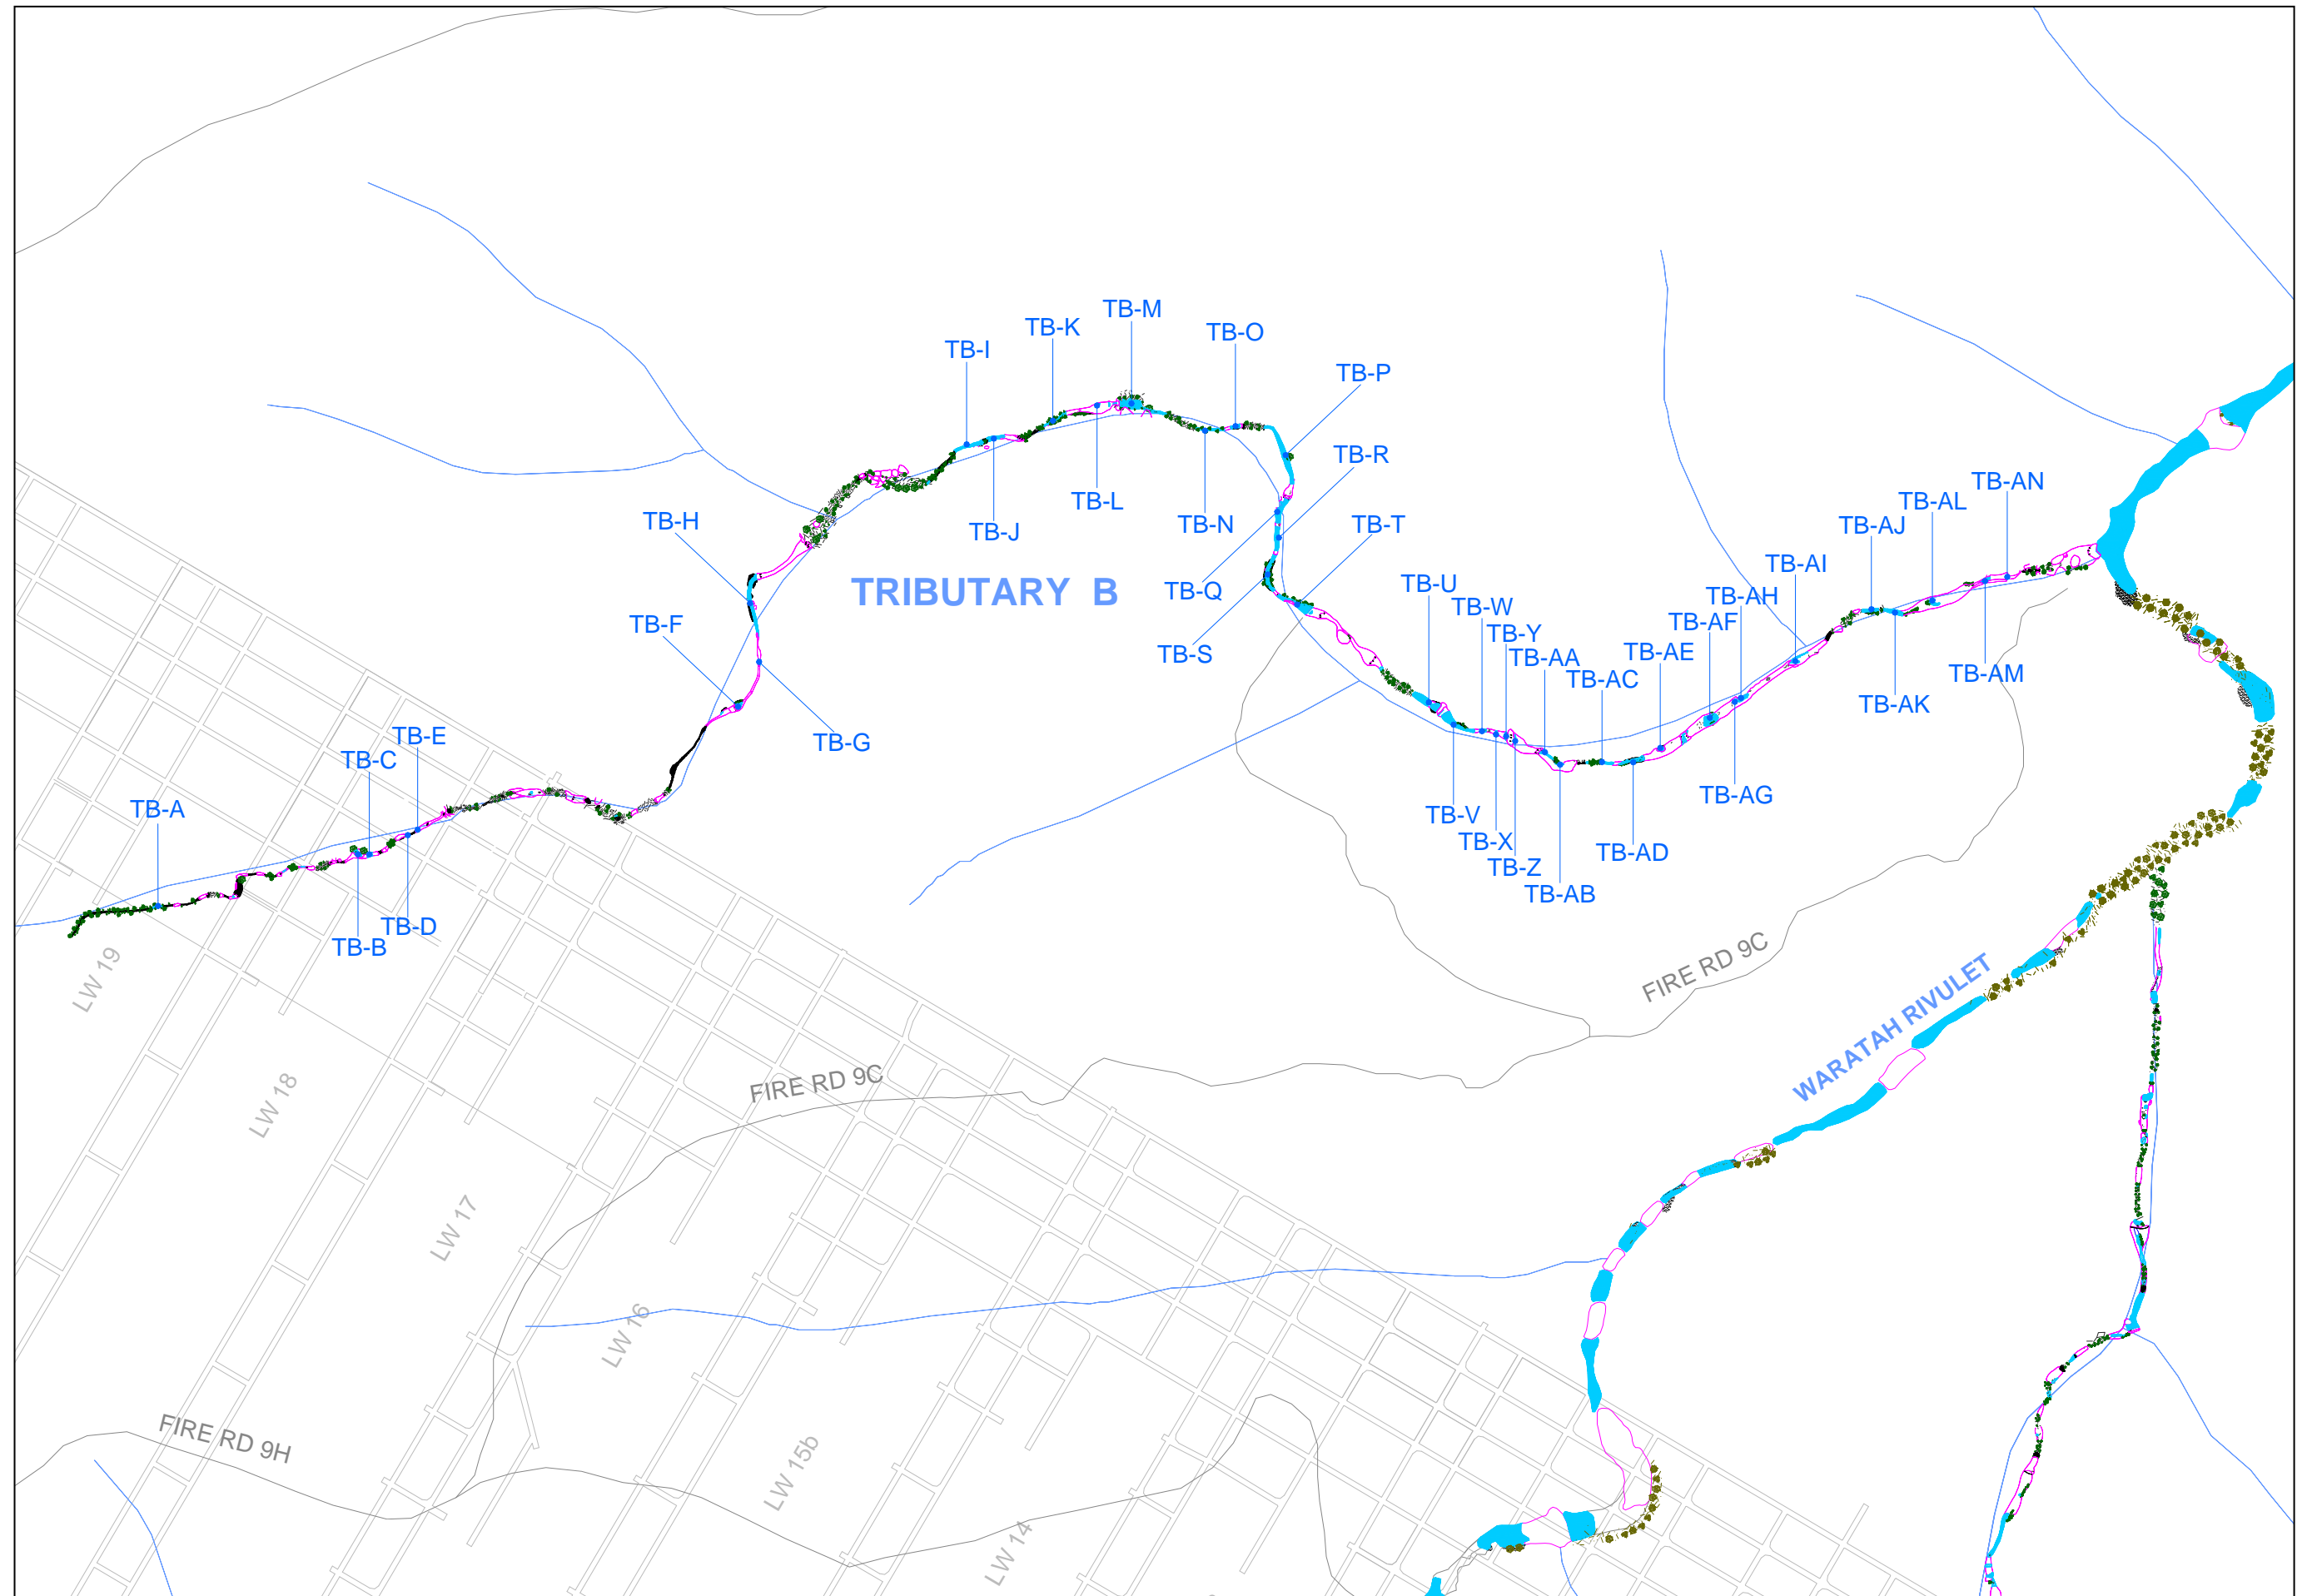 TB-M
TB-K
TB-O
TB-I
TB-P
TB-R
TB-AN
TB-AL
TB-L
TB-H
TB-N
TB-T
TB-AJ
TB-J
TB-AI
TB-U
TB-Q
TRIBUTARY B
TB-AH
TB-W
TB-AF
TB-F
TB-Y
TB-AE
TB-S
TB-AA
TB-AM
TB-AC
TB-AK
TB-E
TB-G
TB-C
TB-AG
TB-A
TB-V
TB-X
TB-AD
TB-Z
TB-AB
TB-D
TB-B
FIRE RD 9C
LW 19
WARATAH RIVULET
FIRE RD 9C
LW 18
LW 17
LW 16
FIRE RD 9H
LW 15b
LW 14